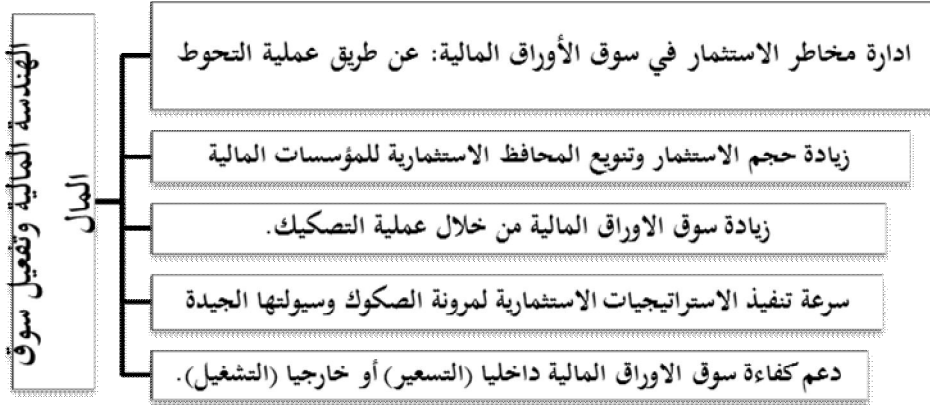 الهندسة المالية وتفعيل سوق
المال
ادارة مخاطر الاستثمار في سوق الأوراق المالية: عن طريق عملية التحوط
زيادة حجم الاستثمار وتنويع المحافظ الاستثمارية للمؤسسات المالية
زيادة سوق الاوراق المالية من خلال عملية التصكيك.
سرعة تنفيذ الاستراتيجيات الاستثمارية لمرونة الصكوك وسيولتها الجيدة
دعم كفاءة سوق الاوراق المالية داخليا (التسعير) أو خارجيا (التشغيل).